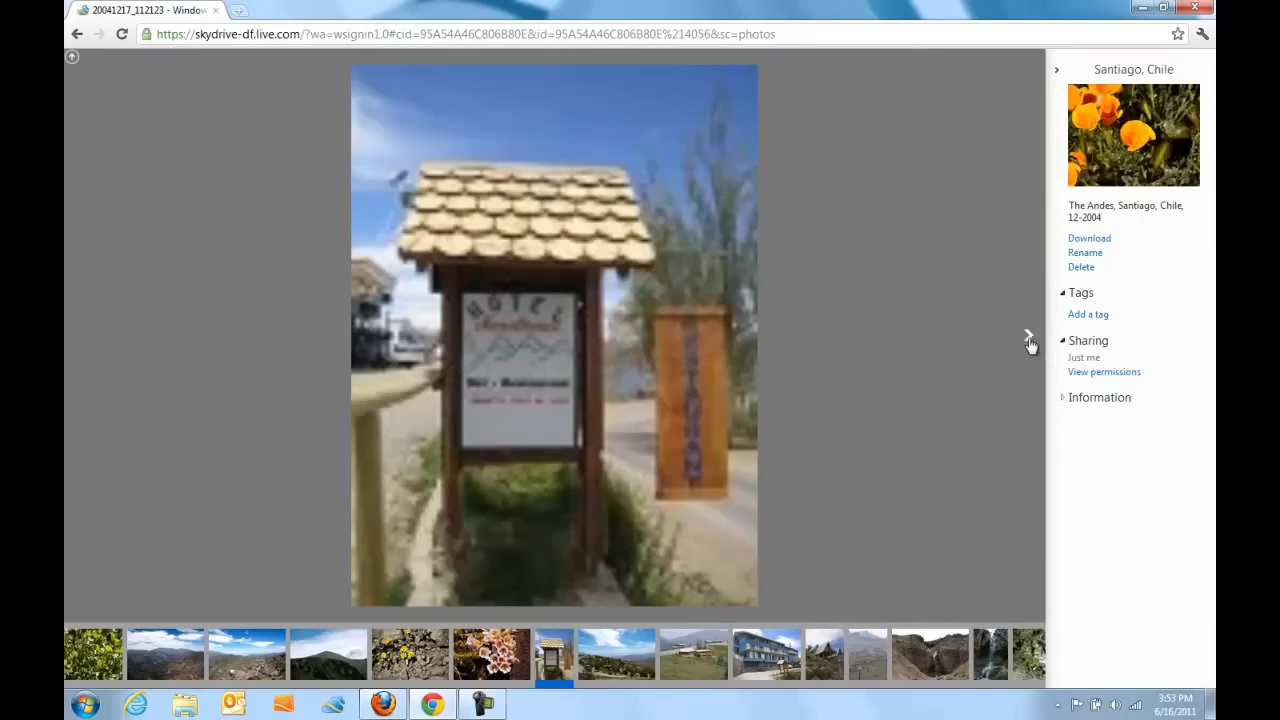 20041217_112123 - Window
https://skydrive-df.live.com/?wa=wsignin1.0#cid=95A54A46C806B80E&id=95A54A46C806B80E%214056&sc=photos
Santiago, Chile
The Andes, Santiago, Chile,
12-2004
Download
Rename
Delete
Tags
Add a tag
Sharing
Just me
View permissions
Information
HOTEL
3:53 PM
6/16/2011